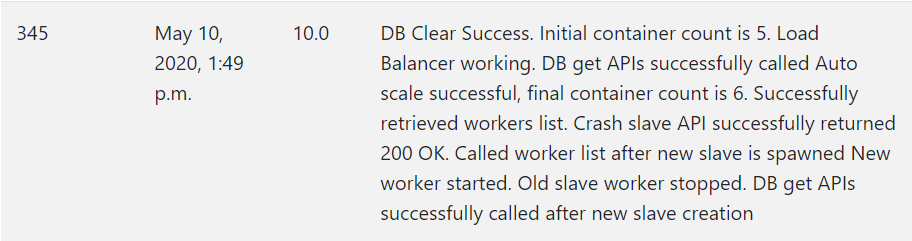 345 May 10, 10.0 DB Clear Success. Initial container count is 5. Load
2020, 1:49 Balancer working. DB get APIs successfully called Auto
p.m. scale successful, final container count is 6. Successfully
retrieved workers list. Crash slave API successfully returned
200 OK. Called worker list after new slave is spawned New
worker started. Old slave worker stopped. DB get APIs
successfully called after new slave creation